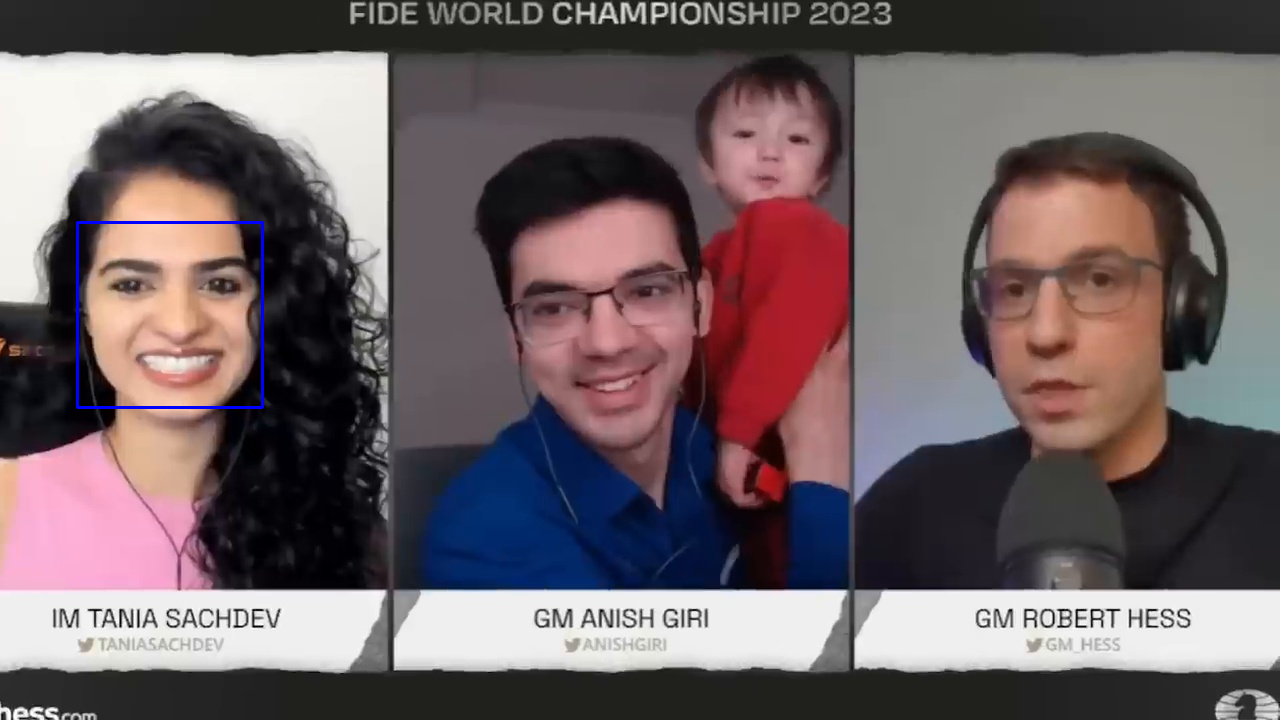 FIDE WORLD CHAMPIONSHIP 2023
IM TANIA SACHDEV
TANIASACHDEV
GM ANISH GIRI
ANISHGIRI
GM ROBERT HESS
GM_HESS
hess.com